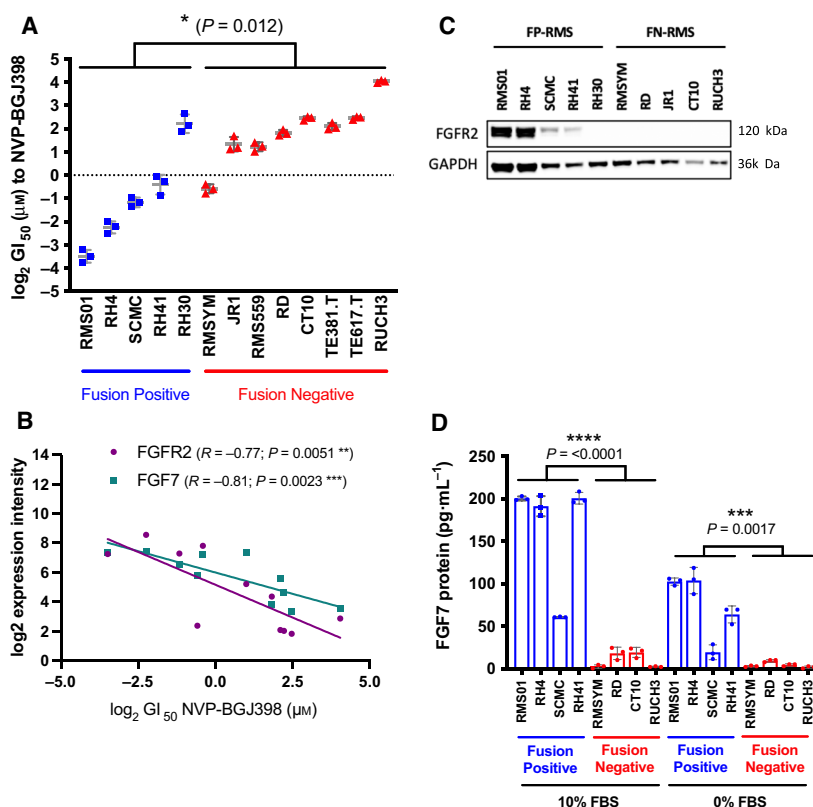 A
* (P = 0.012)
log2 GI50 (μM) to NVP-BGJ398
5
4
3
2
1
0
–1
–2
–3
–4
–5
RMS01
RH4
SCMC
RH41
RH30
RMSYM
JR1
RMS559
RD
CT10
TE381.T
TE617.T
RUCH3
Fusion Positive
Fusion Negative
B
FGFR2 (R = –0.77; P = 0.0051 **)
FGF7 (R = –0.81; P = 0.0023 ***)
log2 expression intensity
14
12
10
8
6
4
2
0
–5.0 –2.5 0.0 2.5 5.0
log2 GI50 NVP-BGJ398 (μM)
C
FP-RMS FN-RMS
RMS01
RH4
SCMC
RH41
RH30
RMSYM
RD
JR1
CT10
RUCH3
FGFR2 120 kDa
GAPDH 36k Da
D
****
P = <0.0001
***
P = 0.0017
FGF7 protein (pg·mL–1)
250
200
150
100
50
0
RMS01
RH4
SCMC
RH41
RMSYM
RD
CT10
RUCH3
RMS01
RH4
SCMC
RH41
RMSYM
RD
CT10
RUCH3
Fusion Fusion Fusion Fusion
Positive Negative Positive Negative
10% FBS 0% FBS